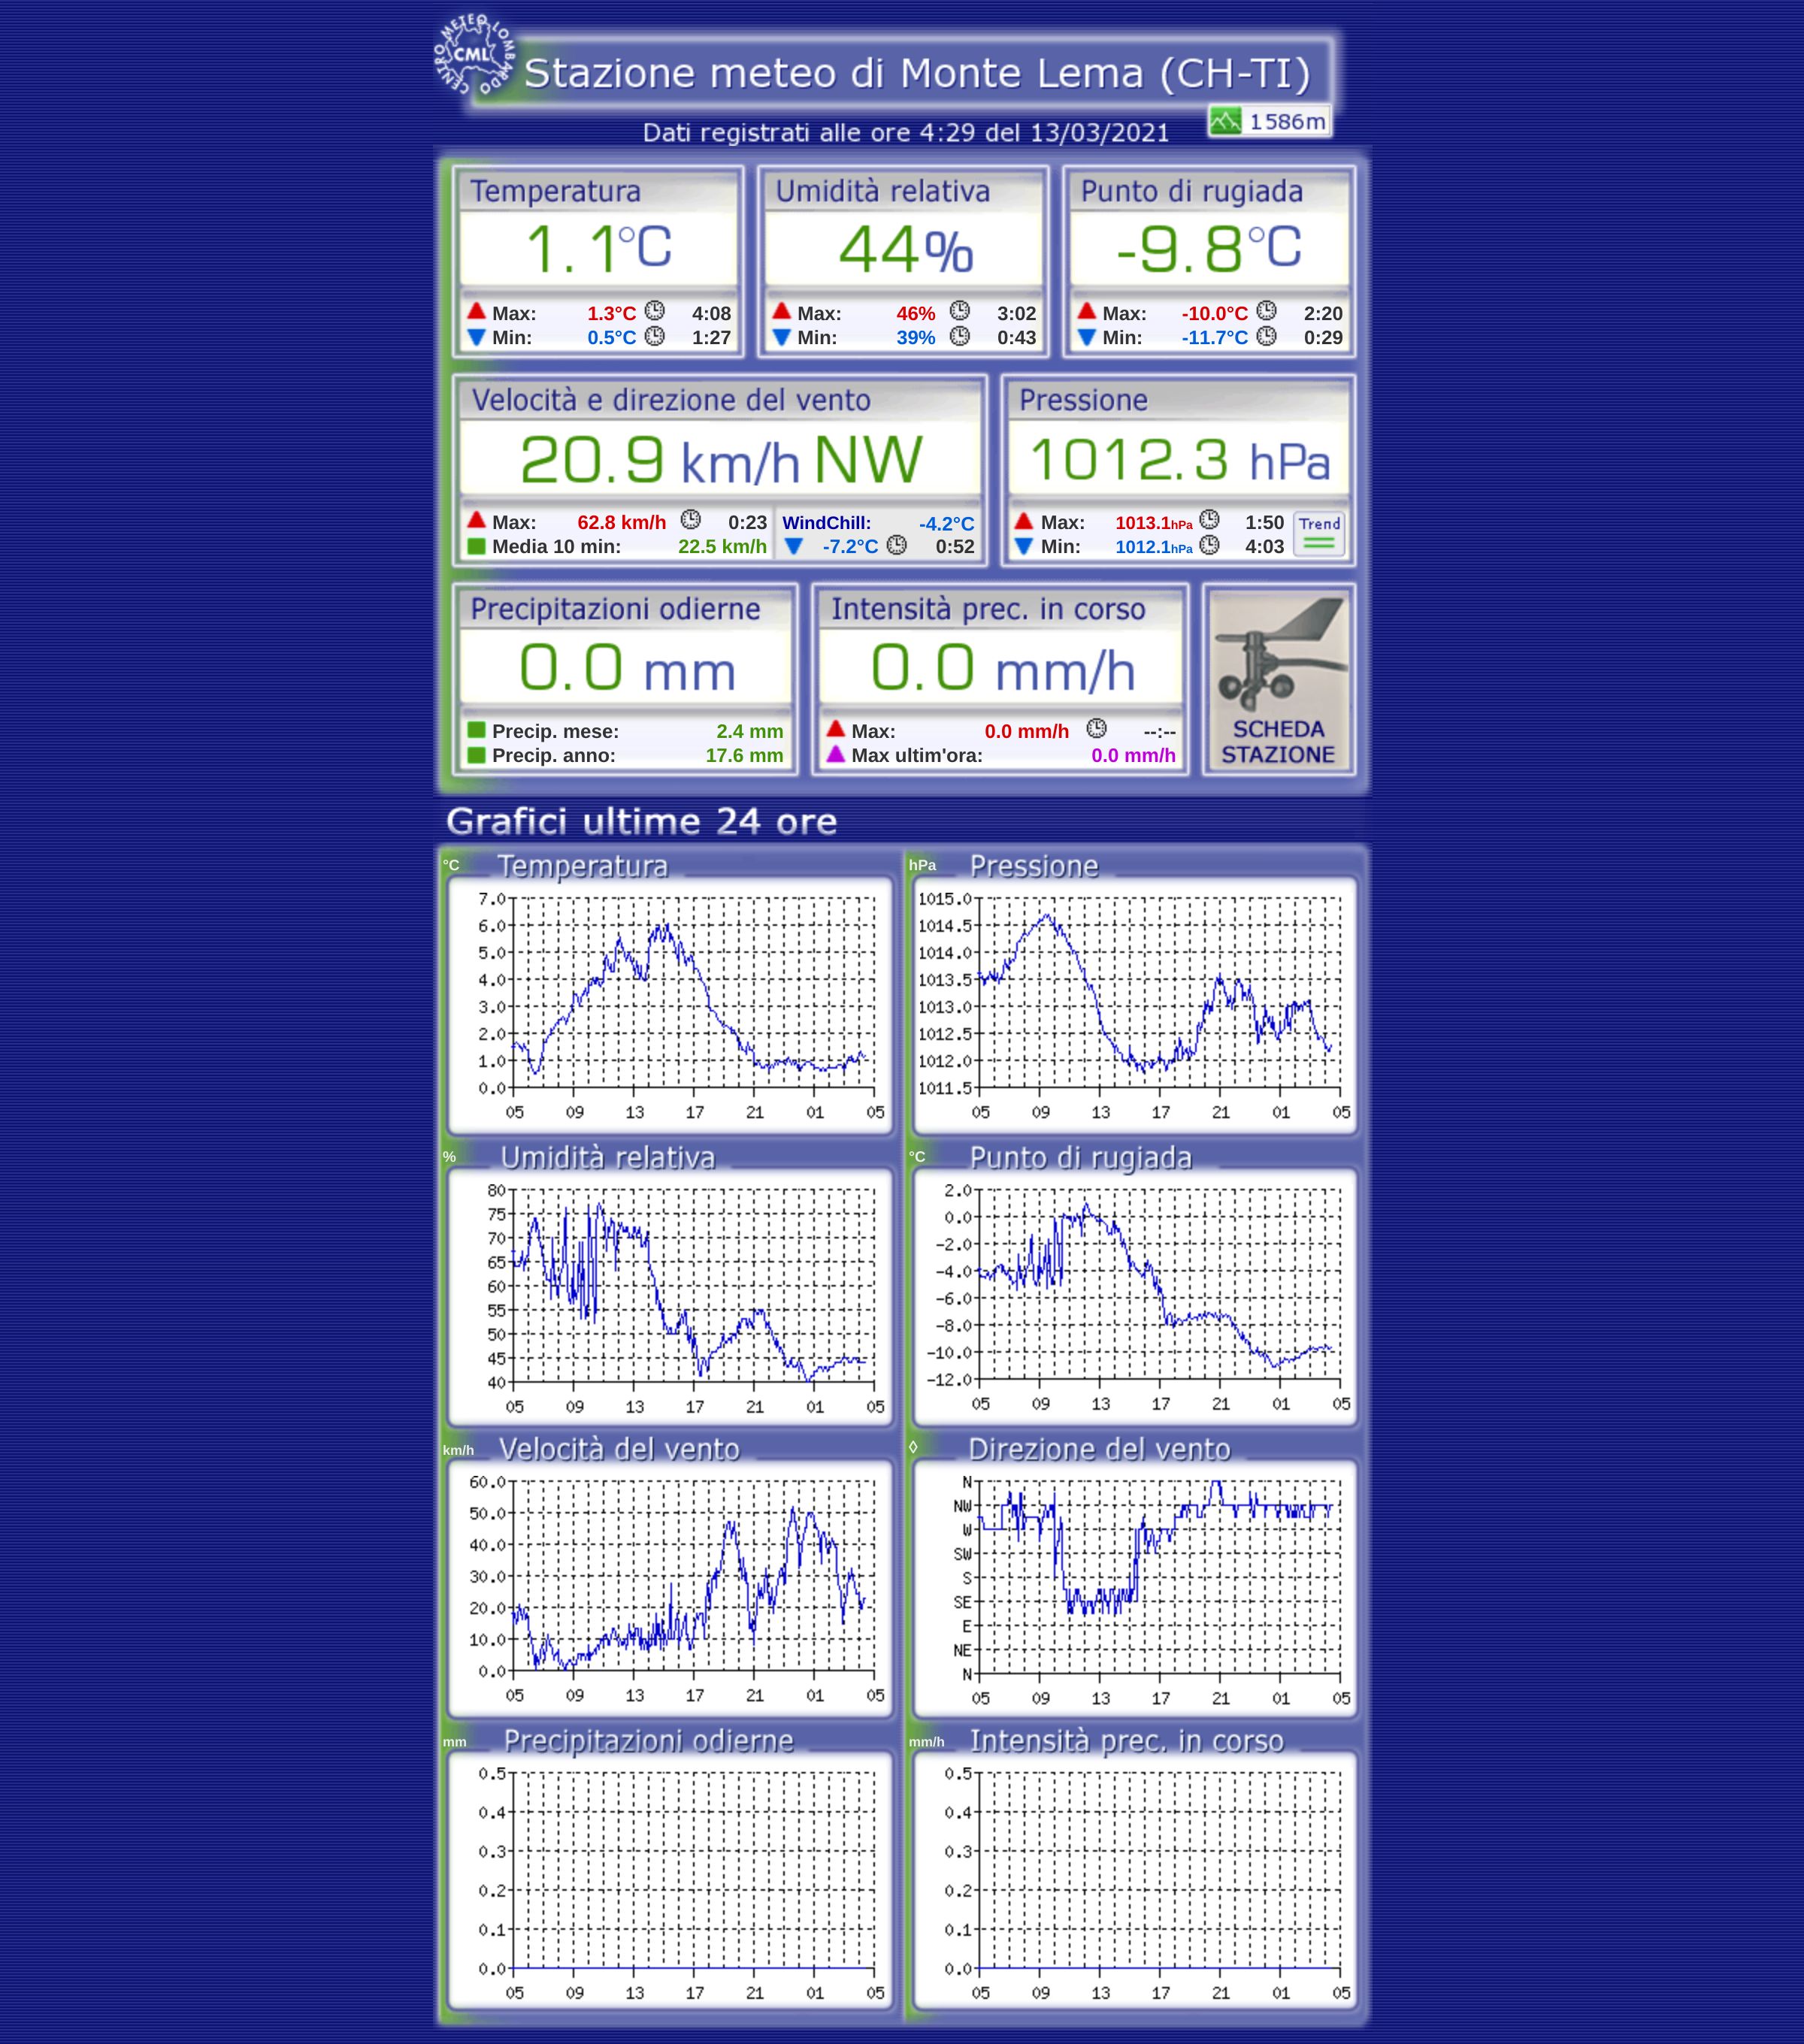 CENTRO METEO LOMBARDO
CML
Stazione meteo di Monte Lema (CH-TI)
1586m
Dati registrati alle ore 4:29 del 13/03/2021
Temperatura
1.1°C
Max: 1.3°C 4:08
Min: 0.5°C 1:27
Umidità relativa
44%
Max: 46% 3:02
Min: 39% 0:43
Punto di rugiada
-9.8°C
Max: -10.0°C 2:20
Min: -11.7°C 0:29
Velocità e direzione del vento
20.9 km/h NW
Max: 62.8 km/h 0:23
Media 10 min: 22.5 km/h
WindChill: -4.2°C
-7.2°C 0:52
Pressione
1012.3 hPa
Max: 1013.1hPa 1:50
Min: 1012.1hPa 4:03
Trend
Precipitazioni odierne
0.0 mm
Precip. mese: 2.4 mm
Precip. anno: 17.6 mm
Intensità prec. in corso
0.0 mm/h
Max: 0.0 mm/h --:--
Max ultim'ora: 0.0 mm/h
SCHEDA
STAZIONE
Grafici ultime 24 ore
°C Temperatura
7.0
6.0
5.0
4.0
3.0
2.0
1.0
0.0
05 09 13 17 21 01 05
hPa Pressione
1015.0
1014.5
1014.0
1013.5
1013.0
1012.5
1012.0
1011.5
05 09 13 17 21 01 05
% Umidità relativa
80
75
70
65
60
55
50
45
40
05 09 13 17 21 01 05
°C Punto di rugiada
2.0
0.0
-2.0
-4.0
-6.0
-8.0
-10.0
-12.0
05 09 13 17 21 01 05
km/h Velocità del vento
60.0
50.0
40.0
30.0
20.0
10.0
0.0
05 09 13 17 21 01 05
◊ Direzione del vento
N
NW
W
SW
S
SE
E
NE
N
05 09 13 17 21 01 05
mm Precipitazioni odierne
0.5
0.4
0.3
0.2
0.1
0.0
05 09 13 17 21 01 05
mm/h Intensità prec. in corso
0.5
0.4
0.3
0.2
0.1
0.0
05 09 13 17 21 01 05